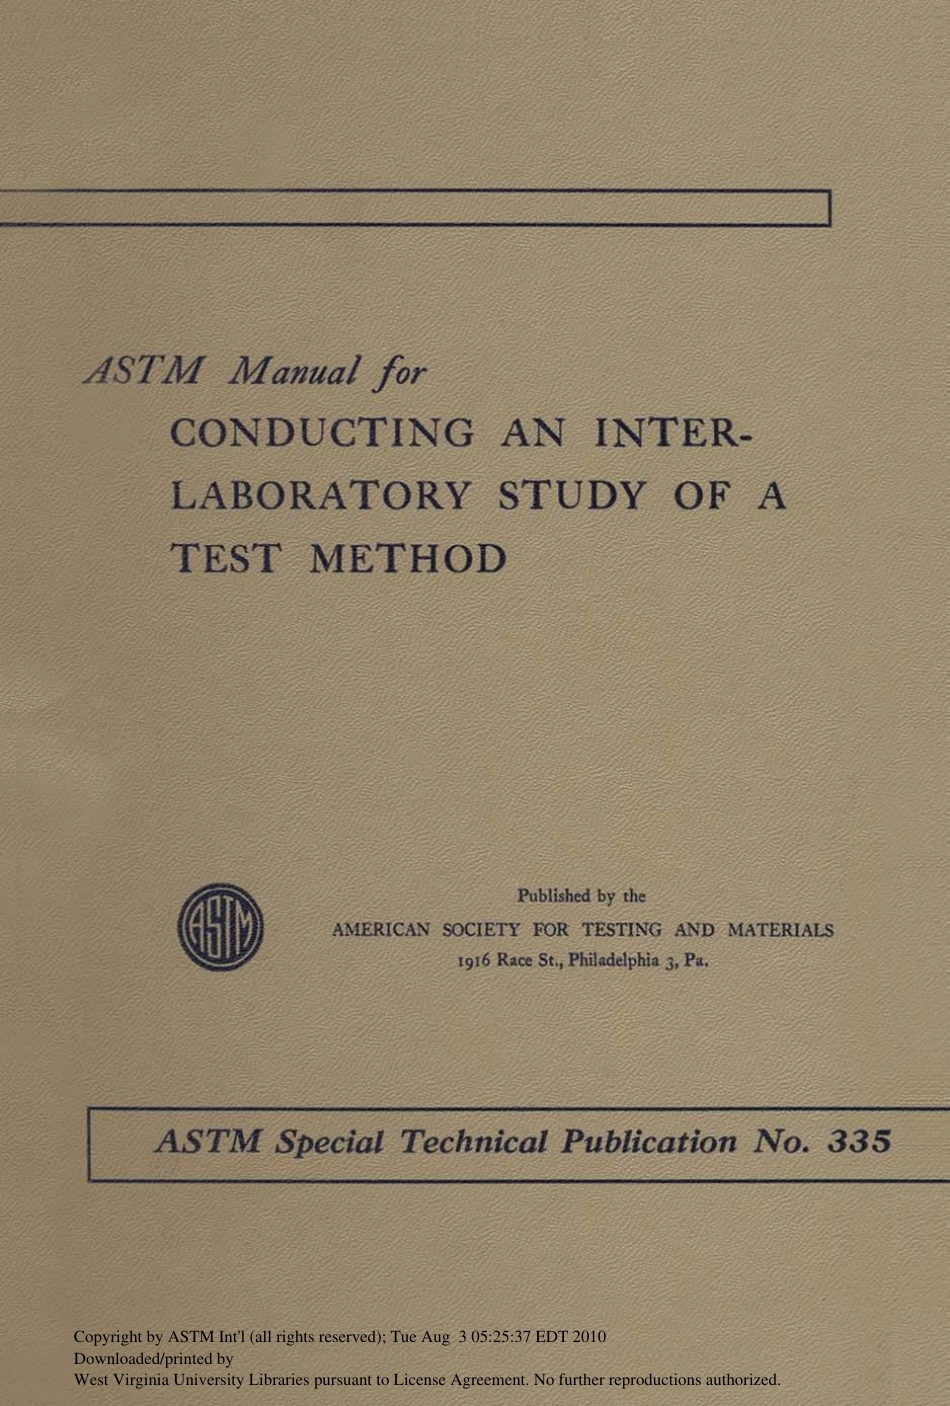 ASTM Manual for
CONDUCTING AN INTER-
LABORATORY STUDY OF A
TEST METHOD
ASTM
Published by the
AMERICAN SOCIETY FOR TESTING AND MATERIALS
1916 Race St., Philadelphia 3, Pa.
ASTM Special Technical Publication No. 335
Copyright by ASTM Int'l (all rights reserved); Tue Aug  3 05:25:37 EDT 2010
Downloaded/printed by
West Virginia University Libraries pursuant to License Agreement. No further reproductions authorized.